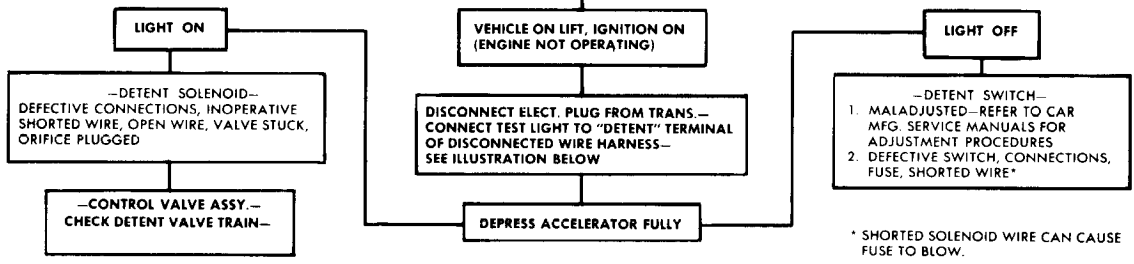 VEHICLE ON LIFT, IGNITION ON
(ENGINE NOT OPERATING)
DISCONNECT ELECT. PLUG FROM TRANS.—
CONNECT TEST LIGHT TO "DETENT" TERMINAL
OF DISCONNECTED WIRE HARNESS—
SEE ILLUSTRATION BELOW
DEPRESS ACCELERATOR FULLY
LIGHT ON
—DETENT SOLENOID—
DEFECTIVE CONNECTIONS, INOPERATIVE
SHORTED WIRE, OPEN WIRE, VALVE STUCK,
ORIFICE PLUGGED
—CONTROL VALVE ASSY.—
CHECK DETENT VALVE TRAIN—
LIGHT OFF
—DETENT SWITCH—
1. MALADJUSTED—REFER TO CAR
MFG. SERVICE MANUALS FOR
ADJUSTMENT PROCEDURES
2. DEFECTIVE SWITCH, CONNECTIONS,
FUSE, SHORTED WIRE*
* SHORTED SOLENOID WIRE CAN CAUSE
FUSE TO BLOW.